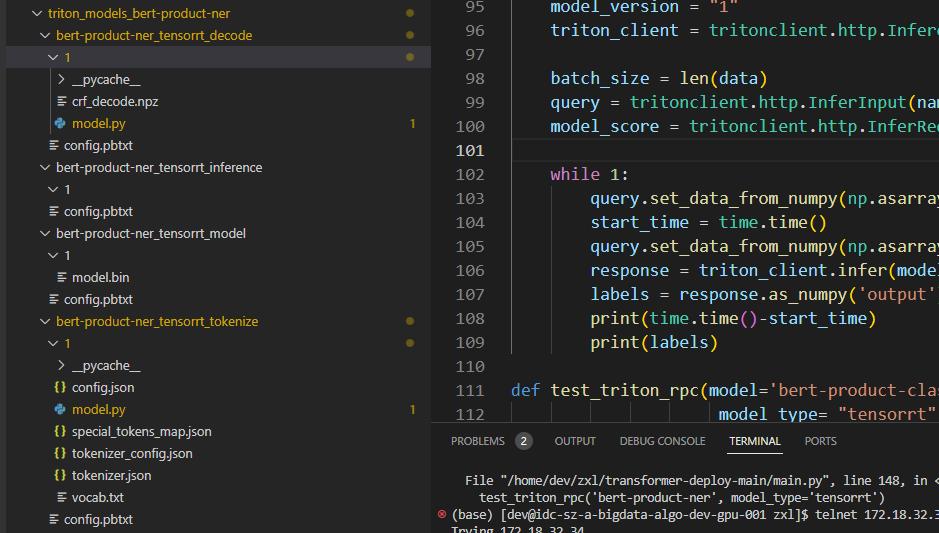 triton_models_bert-product-ner
bert-product-ner_tensorrt_decode
1
__pycache__
crf_decode.npz
model.py 1
config.pbtxt
bert-product-ner_tensorrt_inference
1
config.pbtxt
bert-product-ner_tensorrt_model
1
model.bin
config.pbtxt
bert-product-ner_tensorrt_tokenize
1
__pycache__
config.json
model.py 1
special_tokens_map.json
tokenizer_config.json
tokenizer.json
vocab.txt
config.pbtxt
95 model_version = "1"
96 triton_client = tritonclient.http.Infer
97
98 batch_size = len(data)
99 query = tritonclient.http.InferInput(na
100 model_score = tritonclient.http.InferRe
101
102 while 1:
103 query.set_data_from_numpy(np.asarray
104 start_time = time.time()
105 query.set_data_from_numpy(np.asarray
106 response = triton_client.infer(mode
107 labels = response.as_numpy('output'
108 print(time.time()-start_time)
109 print(labels)
110
111 def test_triton_rpc(model='bert-product-cla
112 model_type= "tensorrt"
PROBLEMS 2 OUTPUT DEBUG CONSOLE TERMINAL PORTS
File "/home/dev/zxl/transformer-deploy-main/main.py", line 148, in <
test_triton_rpc('bert-product-ner', model_type='tensorrt')
(base) [dev@idc-sz-a-bigdata-algo-dev-gpu-001 zxl]$ telnet 172.18.32.3
Trying 172.18.32.34